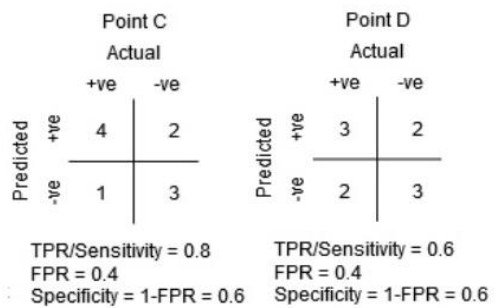 Point C
Actual
+ve -ve
Predicted
+ve 4 2
-ve 1 3
TPR/Sensitivity = 0.8
FPR = 0.4
Specificity = 1-FPR = 0.6
Point D
Actual
+ve -ve
Predicted
+ve 3 2
-ve 2 3
TPR/Sensitivity = 0.6
FPR = 0.4
Specificity = 1-FPR = 0.6